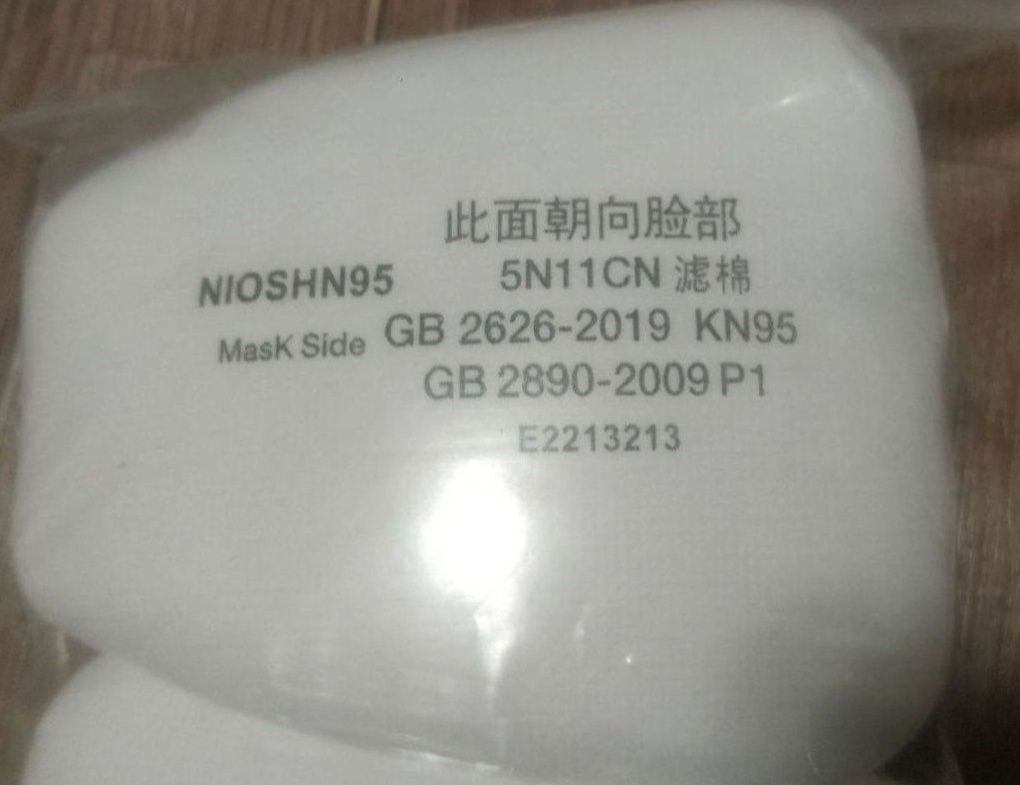 此面朝向脸部
NIOSHN95 5N11CN 滤棉
MasK Side GB 2626-2019 KN95
GB 2890-2009 P1
E2213213